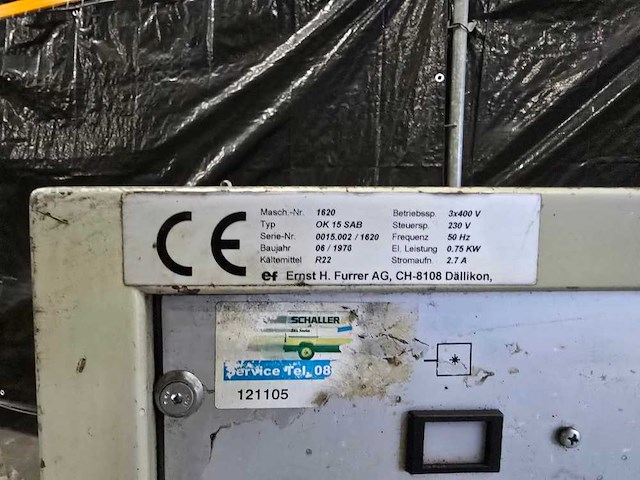 CE
Masch.-Nr. 1620 Betriebssp. 3x400 V
Typ OK 15 SAB Steuersp. 230 V
Serie-Nr. 0015.002 / 1620 Frequenz 50 Hz
Baujahr 06 / 1976 El. Leistung 0.75 KW
Kältemittel R22 Stromaufn. 2.7 A
ef Ernst H. Furrer AG, CH-8108 Dällikon,
SCHALLER
Service Tel. 08
121105